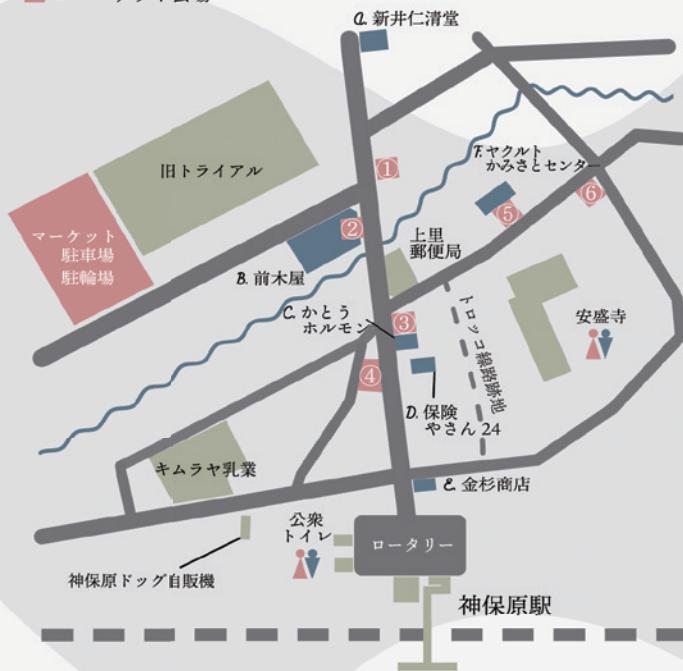 a. 新井仁清堂
旧トライアル
①
F. ヤクルト
かみさとセンター
⑥
マーケット
駐車場
駐輪場
②
⑤
上里
郵便局
B. 前木屋
C. かとう
ホルモン
③
トロッコ線路跡地
安盛寺
④
D. 保険
やさん 24
キムラヤ乳業
e. 金杉商店
公衆
トイレ
ロータリー
神保原ドッグ自販機
神保原駅